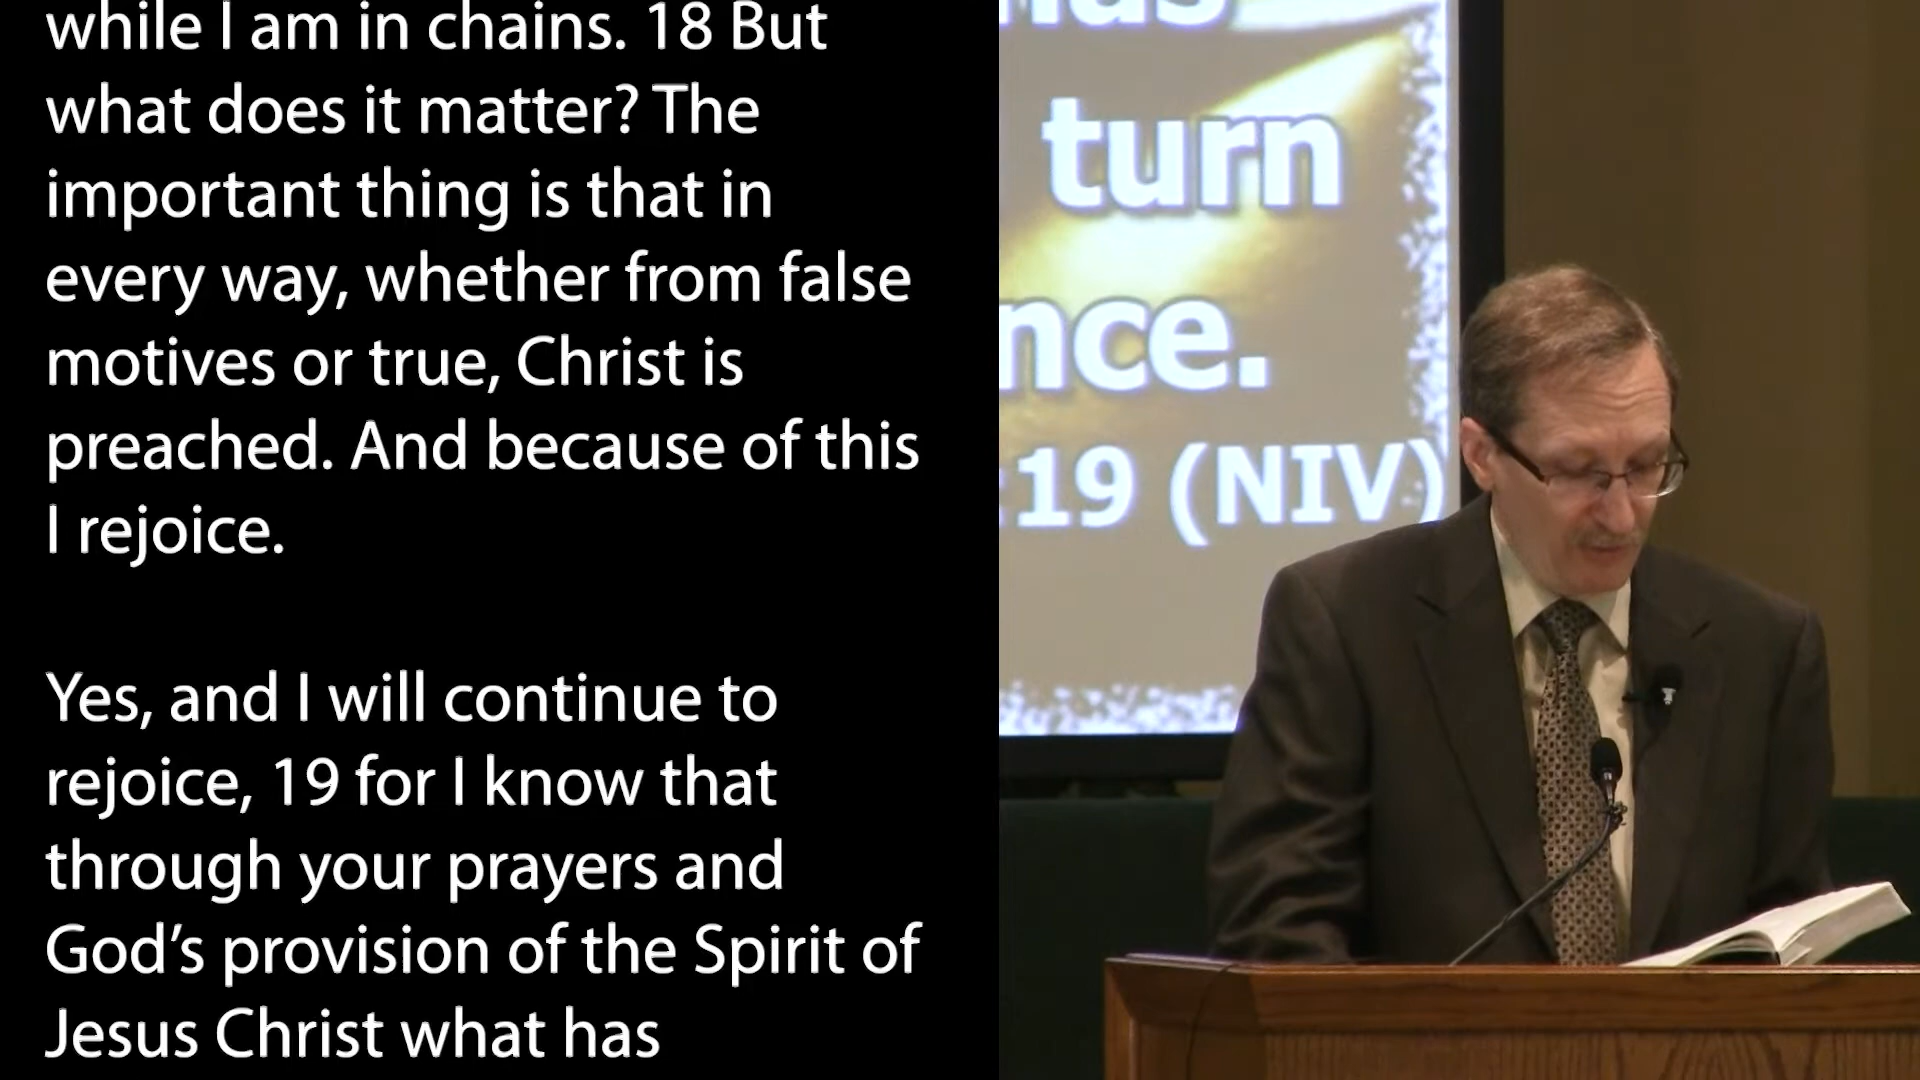 while I am in chains. 18 But
what does it matter? The
important thing is that in
every way, whether from false
motives or true, Christ is
preached. And because of this
I rejoice.
Yes, and I will continue to
rejoice, 19 for I know that
through your prayers and
God’s provision of the Spirit of
Jesus Christ what has
turn
nce.
:19 (NIV)